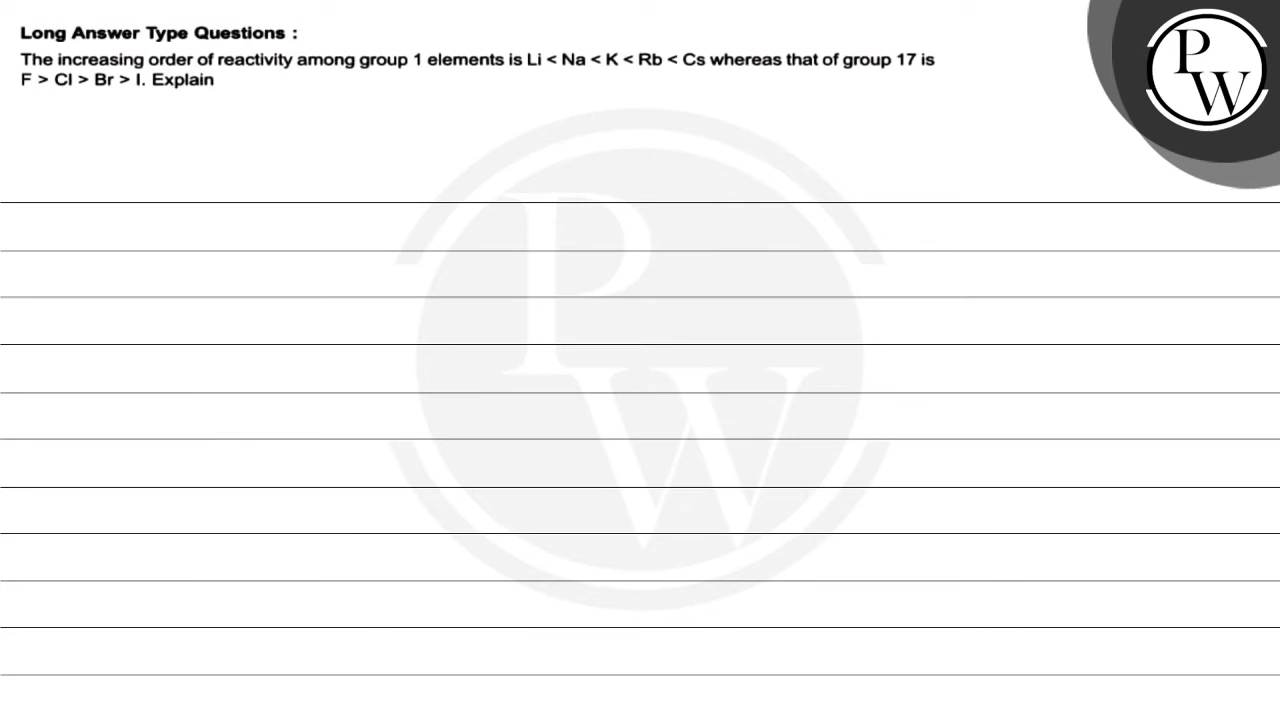 Long Answer Type Questions :
The increasing order of reactivity among group 1 elements is Li < Na < K < Rb < Cs whereas that of group 17 is
F > Cl > Br > I. Explain
P
W
P
W